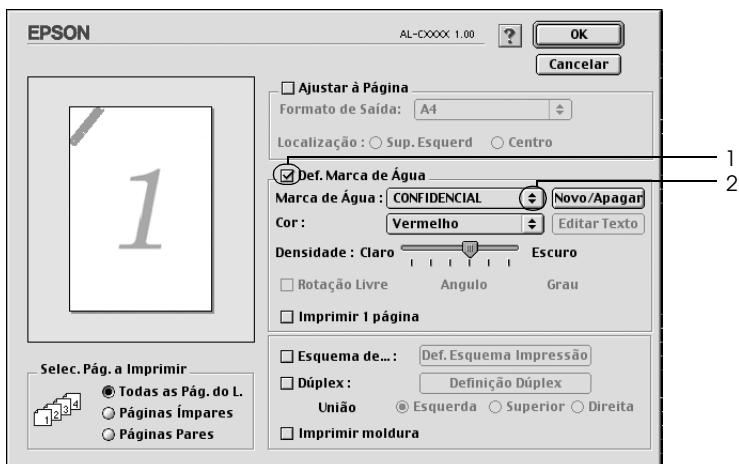 EPSON
AL-CXXXX 1.00
?
OK
Cancelar
Ajustar à Página
Formato de Saída: A4
Localização : Sup. Esquerd Centro
1
Def. Marca de Água
2
Marca de Água : CONFIDENCIAL Novo/Apagar
Cor : Vermelho Editar Texto
Densidade : Claro Escuro
Rotação Livre Angulo Grau
Imprimir 1 página
1
Selec. Pág. a Imprimir
1 2 3 4
Todas as Pág. do L.
Páginas Ímpares
Páginas Pares
Esquema de...: Def. Esquema Impressão
Dúplex : Definição Dúplex
União Esquerda Superior Direita
Imprimir moldura